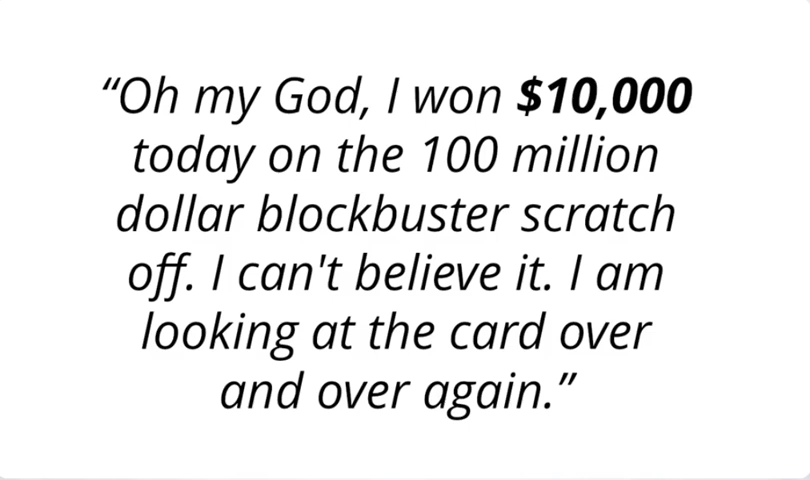 “Oh my God, I won $10,000
today on the 100 million
dollar blockbuster scratch
off. I can't believe it. I am
looking at the card over
and over again.”